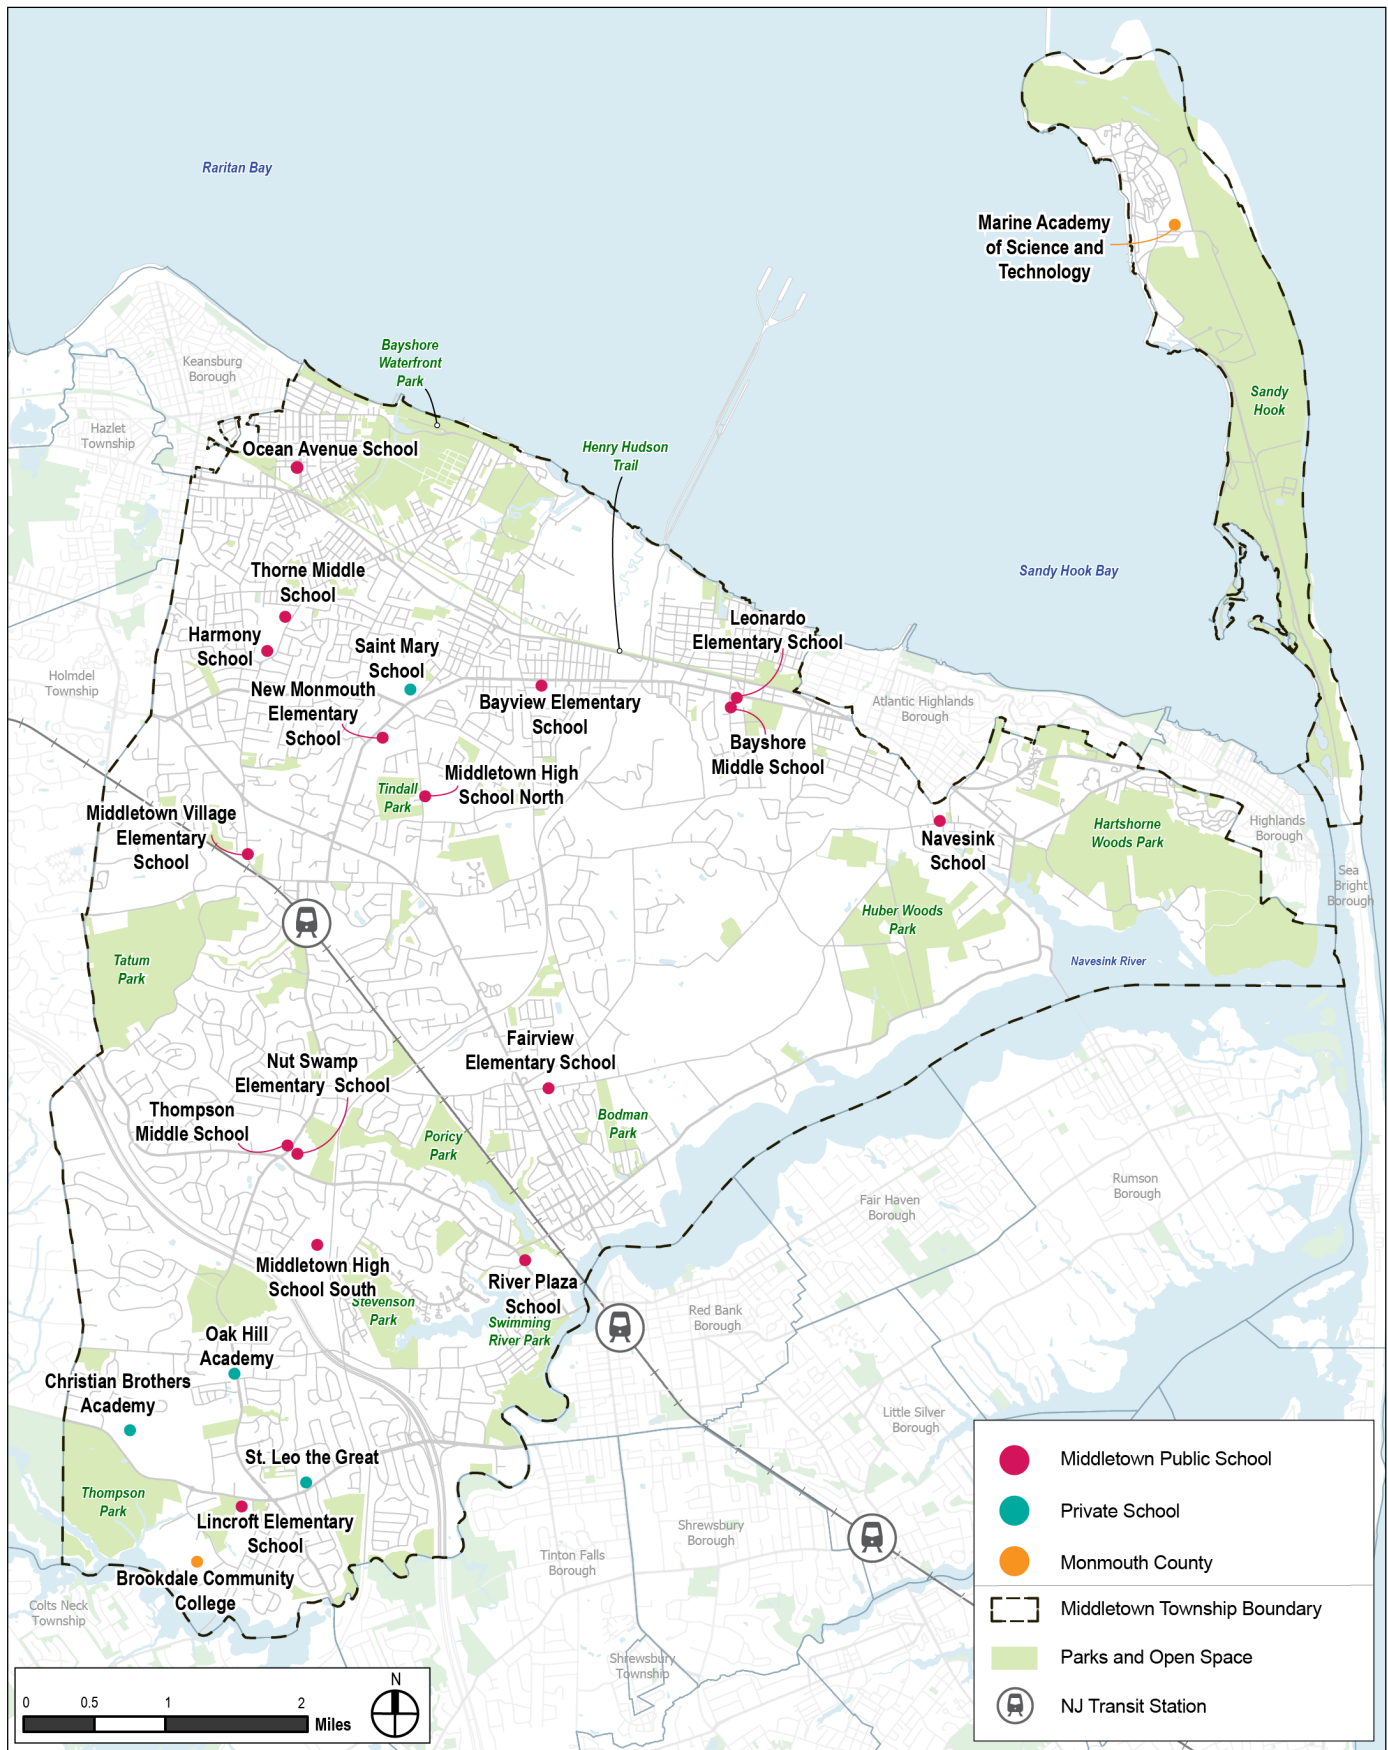 Raritan Bay
Marine Academy
of Science and
Technology
Bayshore
Waterfront
Park
Keansburg
Borough
Sandy
Hook
Hazlet
Township
Ocean Avenue School
Henry Hudson
Trail
Sandy Hook Bay
Thorne Middle
School
Leonardo
Elementary School
Harmony
School
Saint Mary
School
Holmdel
Township
New Monmouth
Elementary
School
Bayview Elementary
School
Atlantic Highlands
Borough
Bayshore
Middle School
Middletown High
School North
Tindall
Park
Middletown Village
Elementary
School
Navesink
School
Hartshorne
Woods Park
Highlands
Borough
Sea
Bright
Borough
Huber Woods
Park
Tatum
Park
Navesink River
Fairview
Elementary School
Nut Swamp
Elementary School
Thompson
Middle School
Bodman
Park
Poricy
Park
Rumson
Borough
Fair Haven
Borough
Middletown High
School South
River Plaza
School
Stevenson
Park
Swimming
River Park
Red Bank
Borough
Oak Hill
Academy
Christian Brothers
Academy
Little Silver
Borough
St. Leo the Great
Thompson
Park
Lincroft Elementary
School
Shrewsbury
Borough
Tinton Falls
Borough
Brookdale Community
College
Colts Neck
Township
Shrewsbury
Township
Middletown Public School
Private School
Monmouth County
Middletown Township Boundary
Parks and Open Space
NJ Transit Station
N
0 0.5 1 2
Miles